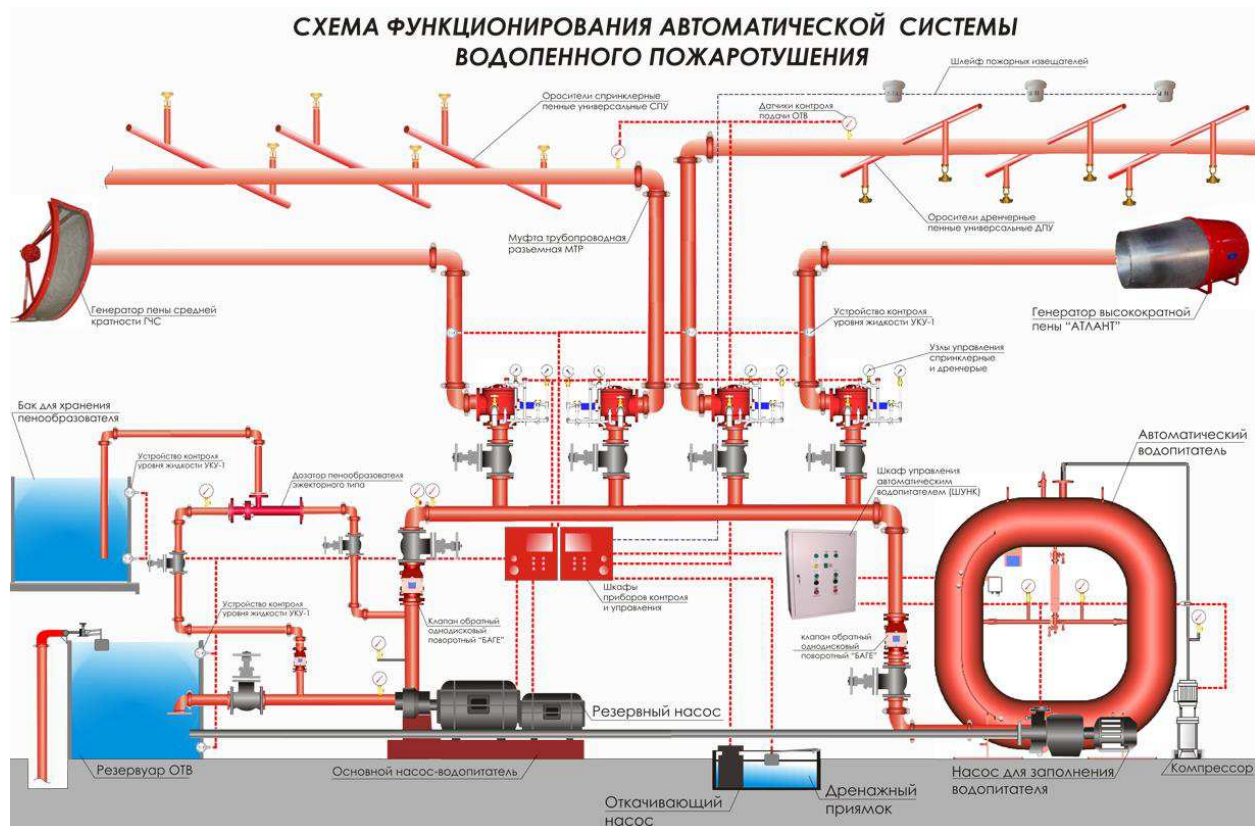 СХЕМА ФУНКЦИОНИРОВАНИЯ АВТОМАТИЧЕСКОЙ СИСТЕМЫ
ВОДОПЕННОГО ПОЖАРОТУШЕНИЯ
Шлейф пожарных извещателей
Оросители спринклерные
пенные универсальные СПУ
Датчики контроля
подачи ОТВ
Муфта трубопроводная
разъемная МТР
Оросители дренчерные
пенные универсальные ДПУ
Генератор пены средней
кратности ГЧС
Устройство контроля
уровня жидкости УКУ-1
Генератор высокократной
пены "АТЛАНТ"
Узлы управления
спринклерные
и дренчерые
Бак для хранения
пенообразователя
Устройство контроля
уровня жидкости УКУ-1
Дозатор пенообразователя
эжекторного типа
Автоматический
водопитатель
Шкаф управления
автоматическим
водопитателем (ШУНК)
Шкафы
приборов контроля
и управления
Устройство контроля
уровня жидкости УКУ-1
Клапан обратный
однодисковый
поворотный "БАГЕ"
клапан обратный
однодисковый
поворотный "БАГЕ"
Резервный насос
Резервуар ОТВ
Основной насос-водопитатель
Насос для заполнения
водопитателя
Компрессор
Откачивающий
насос
Дренажный
приямок